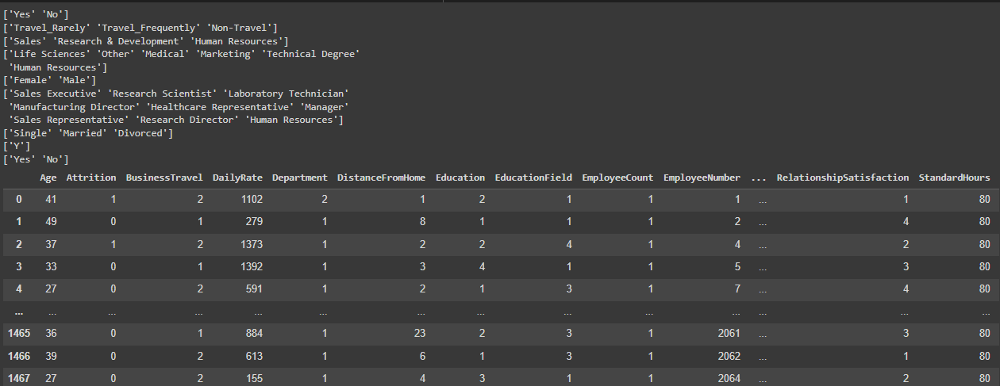 ['Yes' 'No']
['Travel_Rarely' 'Travel_Frequently' 'Non-Travel']
['Sales' 'Research & Development' 'Human Resources']
['Life Sciences' 'Other' 'Medical' 'Marketing' 'Technical Degree'
 'Human Resources']
['Female' 'Male']
['Sales Executive' 'Research Scientist' 'Laboratory Technician'
 'Manufacturing Director' 'Healthcare Representative' 'Manager'
 'Sales Representative' 'Research Director' 'Human Resources']
['Single' 'Married' 'Divorced']
['Y']
['Yes' 'No']
Age Attrition BusinessTravel DailyRate Department DistanceFromHome Education EducationField EmployeeCount EmployeeNumber ... RelationshipSatisfaction StandardHours
0 41 1 2 1102 2 1 2 1 1 1 ... 1 80
1 49 0 1 279 1 8 1 1 1 2 ... 4 80
2 37 1 2 1373 1 2 2 4 1 4 ... 2 80
3 33 0 1 1392 1 3 4 1 1 5 ... 3 80
4 27 0 2 591 1 2 1 3 1 7 ... 4 80
... ... ... ... ... ... ... ... ... ... ... ... ... ...
1465 36 0 1 884 1 23 2 3 1 2061 ... 3 80
1466 39 0 2 613 1 6 1 3 1 2062 ... 1 80
1467 27 0 2 155 1 4 3 1 1 2064 ... 2 80